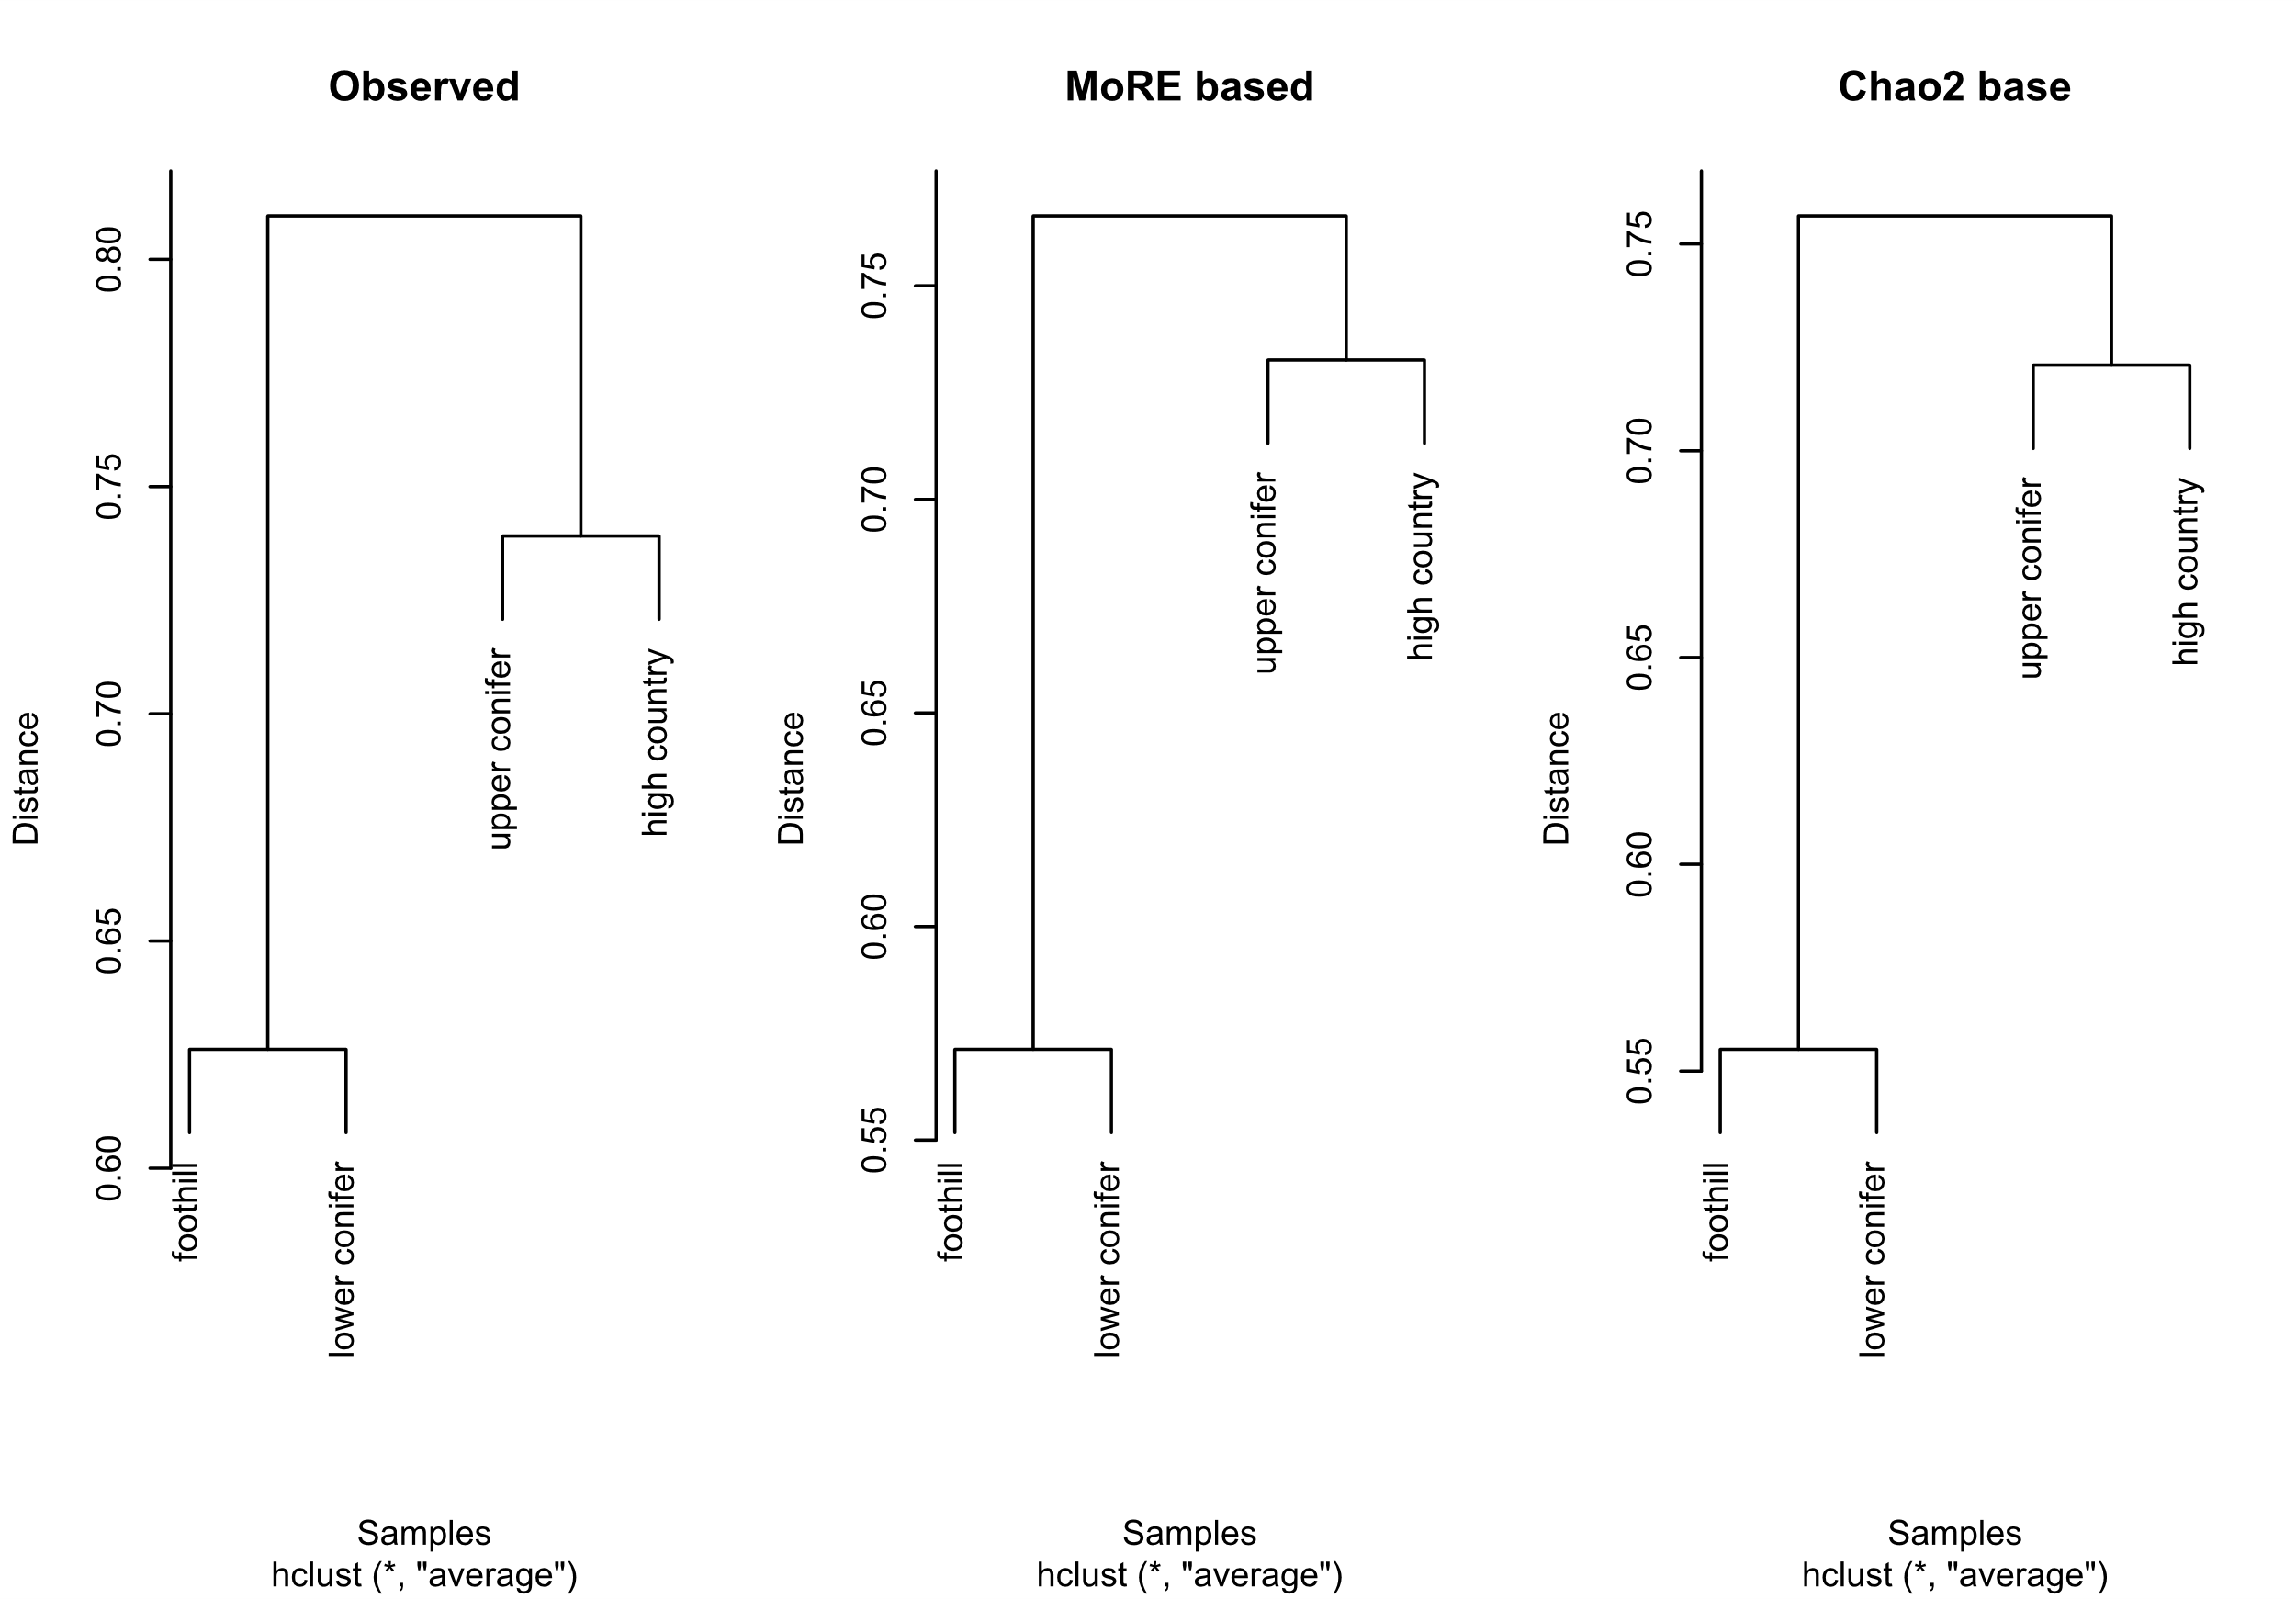 Observed
Distance
0.80
0.75
0.70
0.65
0.60
foothill
lower conifer
upper conifer
high country
Samples
hclust (*, "average")
MoRE based
Distance
0.75
0.70
0.65
0.60
0.55
foothill
lower conifer
upper conifer
high country
Samples
hclust (*, "average")
Chao2 base
Distance
0.75
0.70
0.65
0.60
0.55
foothill
lower conifer
upper conifer
high country
Samples
hclust (*, "average")